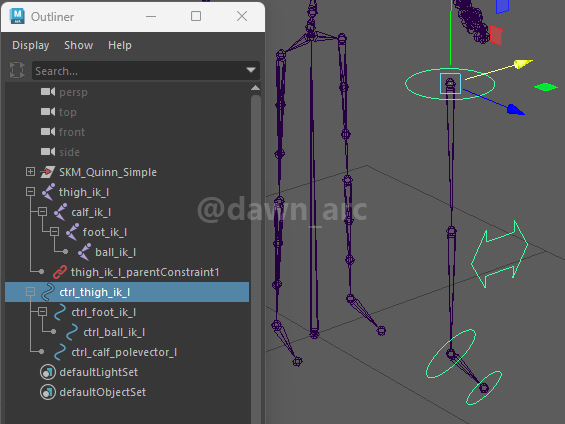 M
Outliner
Display Show Help
Search...
persp
top
front
side
SKM_Quinn_Simple
thigh_ik_l
calf_ik_l
foot_ik_l
ball_ik_l
thigh_ik_l_parentConstraint1
ctrl_thigh_ik_l
ctrl_foot_ik_l
ctrl_ball_ik_l
ctrl_calf_polevector_l
defaultLightSet
defaultObjectSet
@dawn_arc